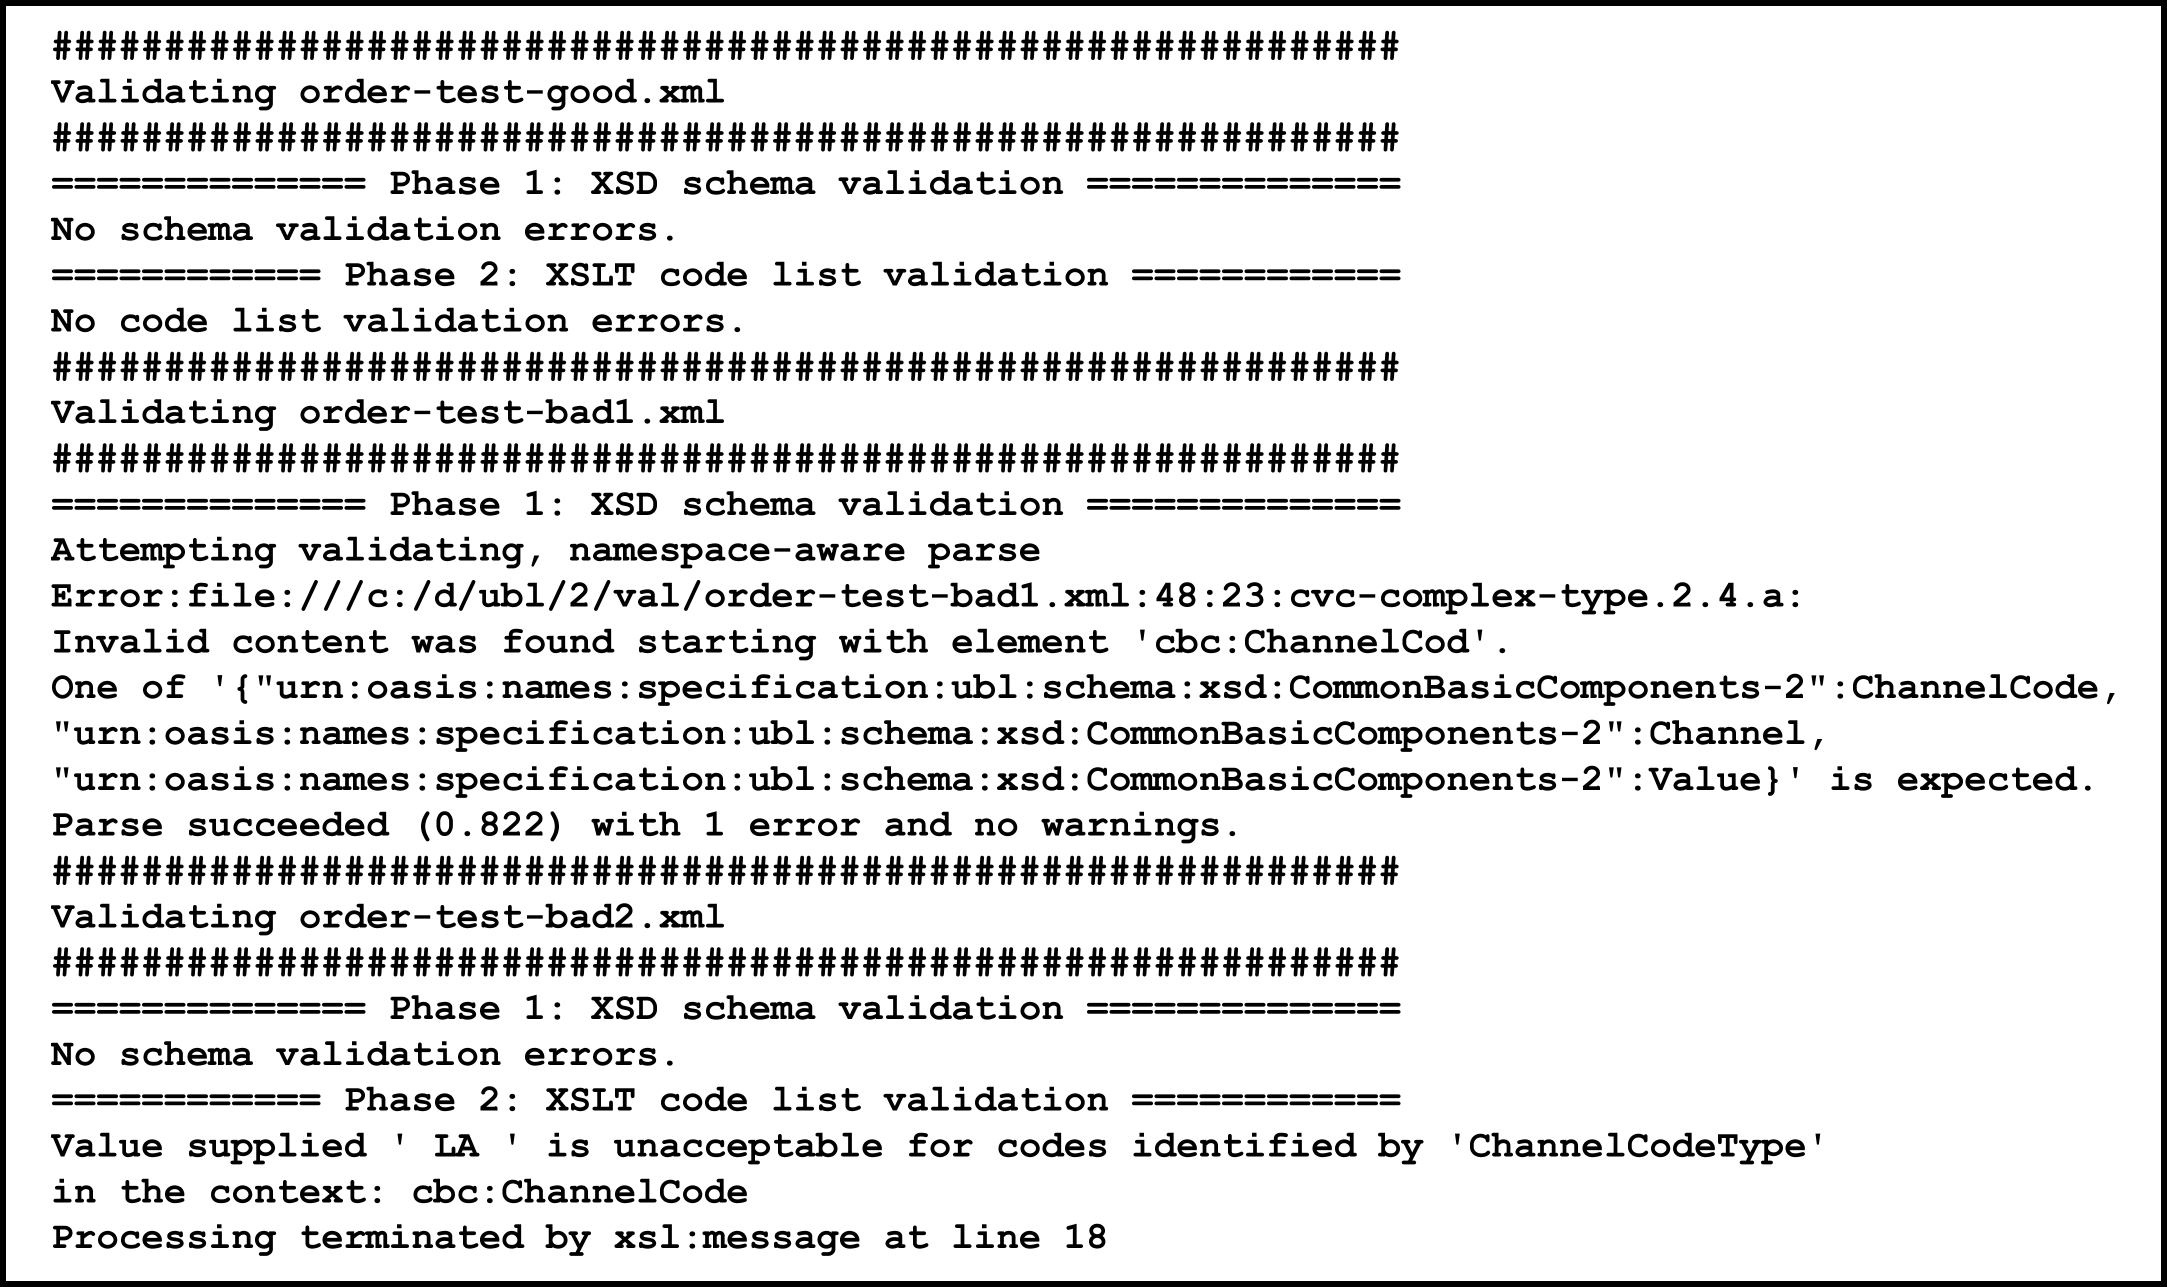 ############################################################
Validating order-test-good.xml
############################################################
============== Phase 1: XSD schema validation ==============
No schema validation errors.
============ Phase 2: XSLT code list validation ============
No code list validation errors.
############################################################
Validating order-test-bad1.xml
############################################################
============== Phase 1: XSD schema validation ==============
Attempting validating, namespace-aware parse
Error:file:///c:/d/ubl/2/val/order-test-bad1.xml:48:23:cvc-complex-type.2.4.a:
Invalid content was found starting with element 'cbc:ChannelCod'.
One of '{"urn:oasis:names:specification:ubl:schema:xsd:CommonBasicComponents-2":ChannelCode,
"urn:oasis:names:specification:ubl:schema:xsd:CommonBasicComponents-2":Channel,
"urn:oasis:names:specification:ubl:schema:xsd:CommonBasicComponents-2":Value}' is expected.
Parse succeeded (0.822) with 1 error and no warnings.
############################################################
Validating order-test-bad2.xml
############################################################
============== Phase 1: XSD schema validation ==============
No schema validation errors.
============ Phase 2: XSLT code list validation ============
Value supplied ' LA ' is unacceptable for codes identified by 'ChannelCodeType'
in the context: cbc:ChannelCode
Processing terminated by xsl:message at line 18